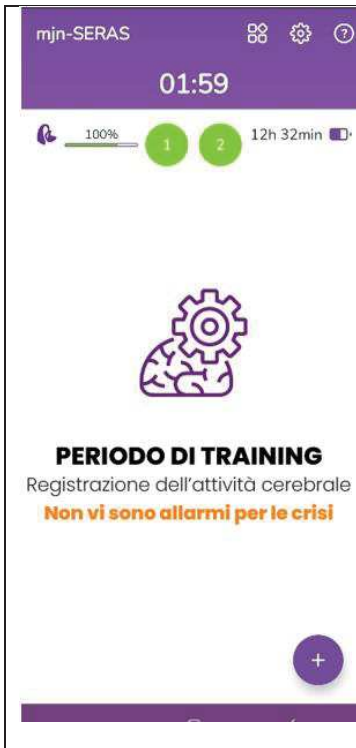 mjn-SERAS
01:59
100%
1
2
12h 32min
PERIODO DI TRAINING
Registrazione dell'attività cerebrale
Non vi sono allarmi per le crisi
+